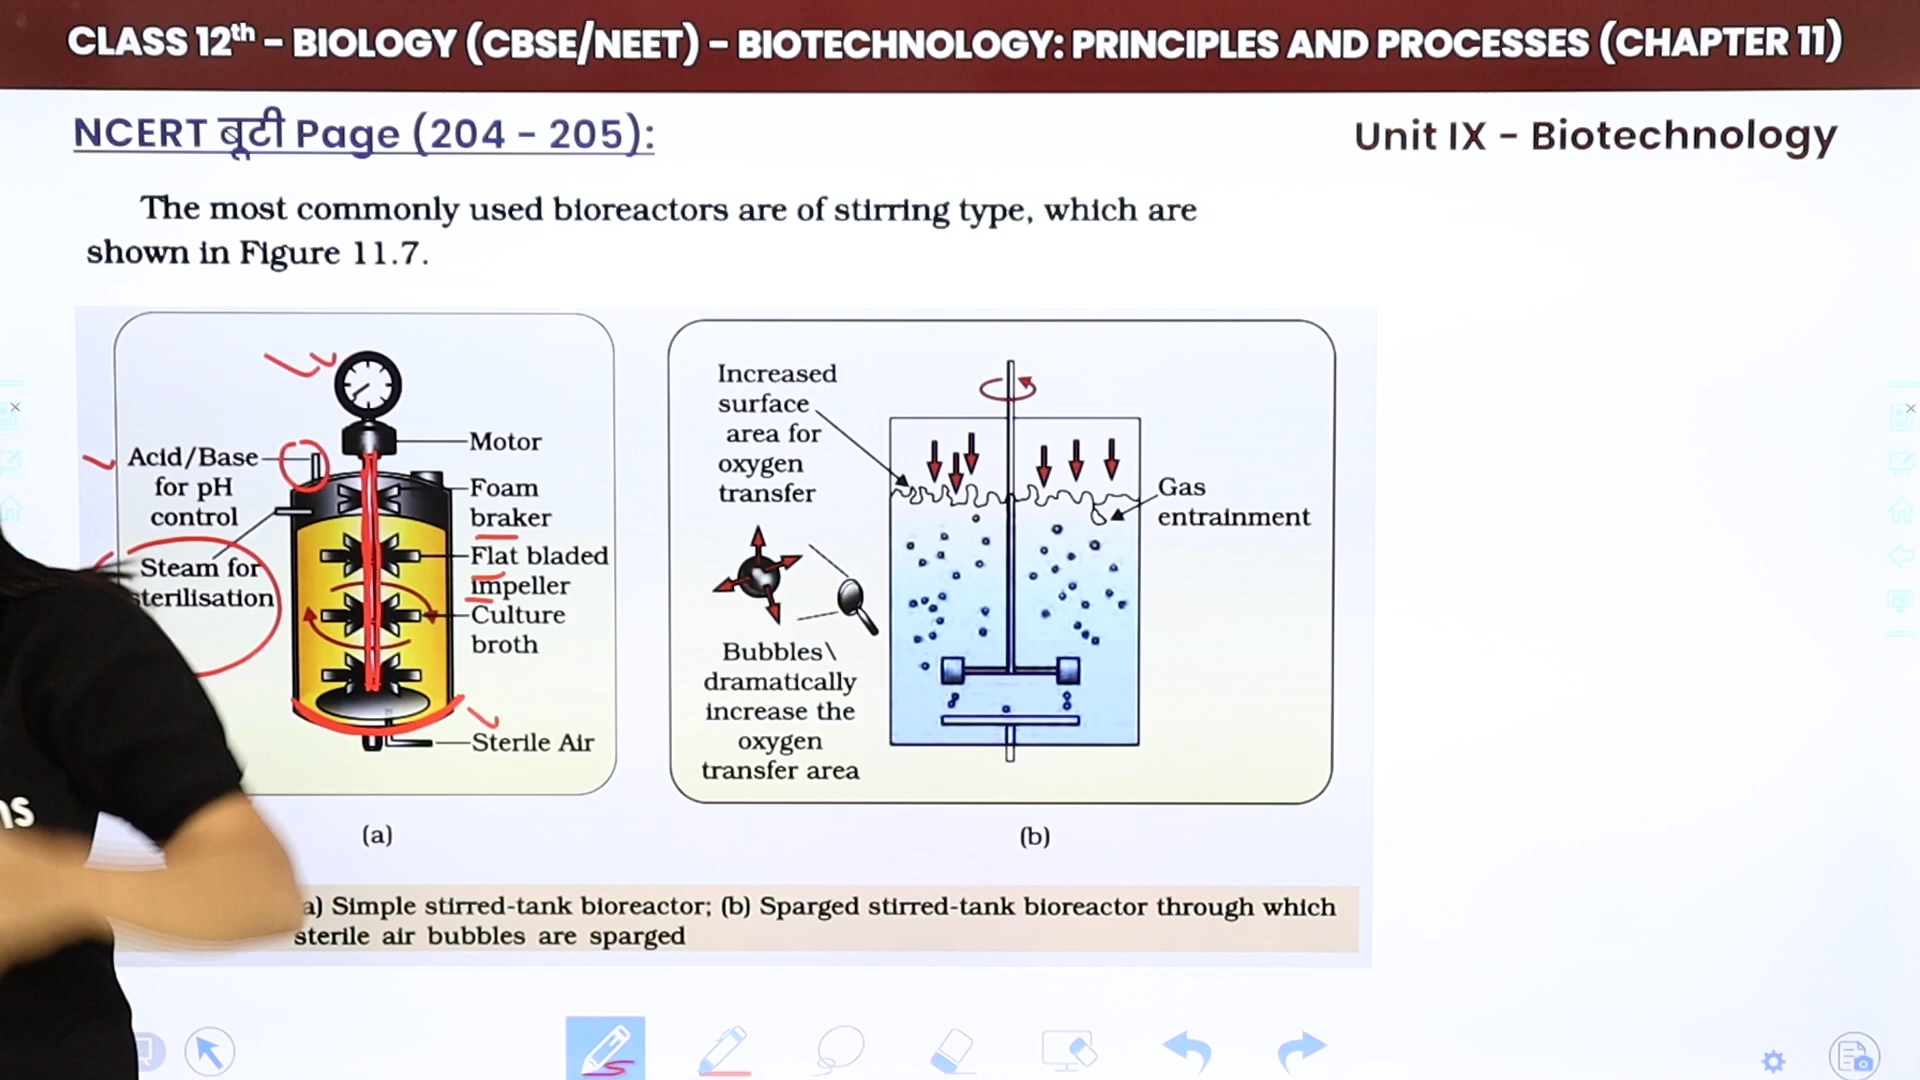 CLASS 12th - BIOLOGY (CBSE/NEET) - BIOTECHNOLOGY: PRINCIPLES AND PROCESSES (CHAPTER 11)
NCERT बूटी Page (204 - 205):
Unit IX - Biotechnology
The most commonly used bioreactors are of stirring type, which are
shown in Figure 11.7.
Acid/Base
for pH
control
Steam for
sterilisation
Motor
Foam
braker
Flat bladed
impeller
Culture
broth
Sterile Air
(a)
Increased
surface
area for
oxygen
transfer
Bubbles\
dramatically
increase the
oxygen
transfer area
Gas
entrainment
(b)
a) Simple stirred-tank bioreactor; (b) Sparged stirred-tank bioreactor through which
sterile air bubbles are sparged